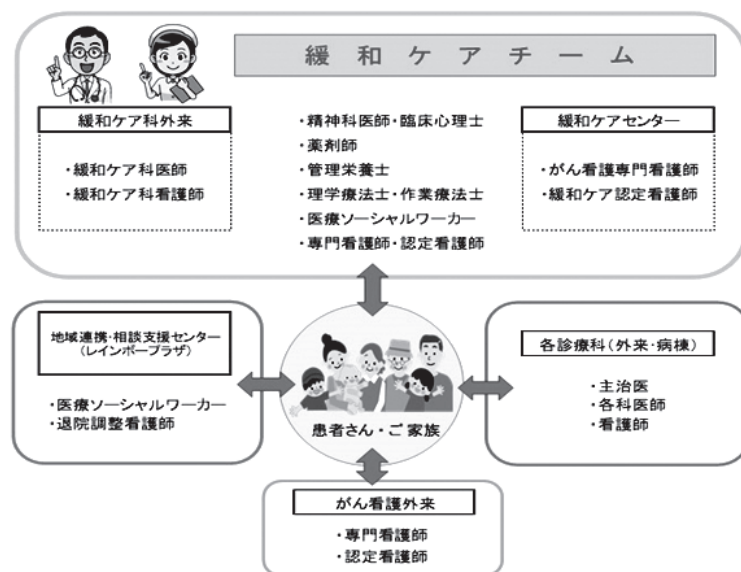 緩和ケアチーム
緩和ケア科外来
・緩和ケア科医師
・緩和ケア科看護師
・精神科医師・臨床心理士
・薬剤師
・管理栄養士
・理学療法士・作業療法士
・医療ソーシャルワーカー
・専門看護師・認定看護師
緩和ケアセンター
・がん看護専門看護師
・緩和ケア認定看護師
地域連携・相談支援センター
(レインボープラザ)
・医療ソーシャルワーカー
・退院調整看護師
患者さん・ご家族
各診療科(外来・病棟)
・主治医
・各科医師
・看護師
がん看護外来
・専門看護師
・認定看護師